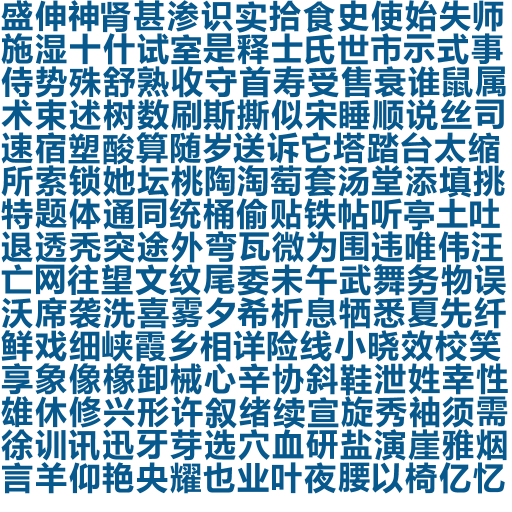 盛伸神肾甚渗识实拾食史使始失师
施湿十什试室是释士氏世市示式事
侍势殊舒熟收守首寿受售衰谁鼠属
术束述树数刷斯撕似宋睡顺说丝司
速宿塑酸算随岁送诉它塔踏台太缩
所索锁她坛桃陶淘萄套汤堂添填挑
特题体通同统桶偷贴铁帖听亭土吐
退透秃突途外弯瓦微为围违唯伟汪
亡网往望文纹尾委未午武舞务物误
沃席袭洗喜雾夕希析息牺悉夏先纤
鲜戏细峡霞乡相详险线小晓效校笑
享象像橡卸械心辛协斜鞋泄姓幸性
雄休修兴形许叙绪续宣旋秀袖须需
徐训讯迅牙芽选穴血研盐演崖雅烟
言羊仰艳央耀也业叶夜腰以椅亿忆